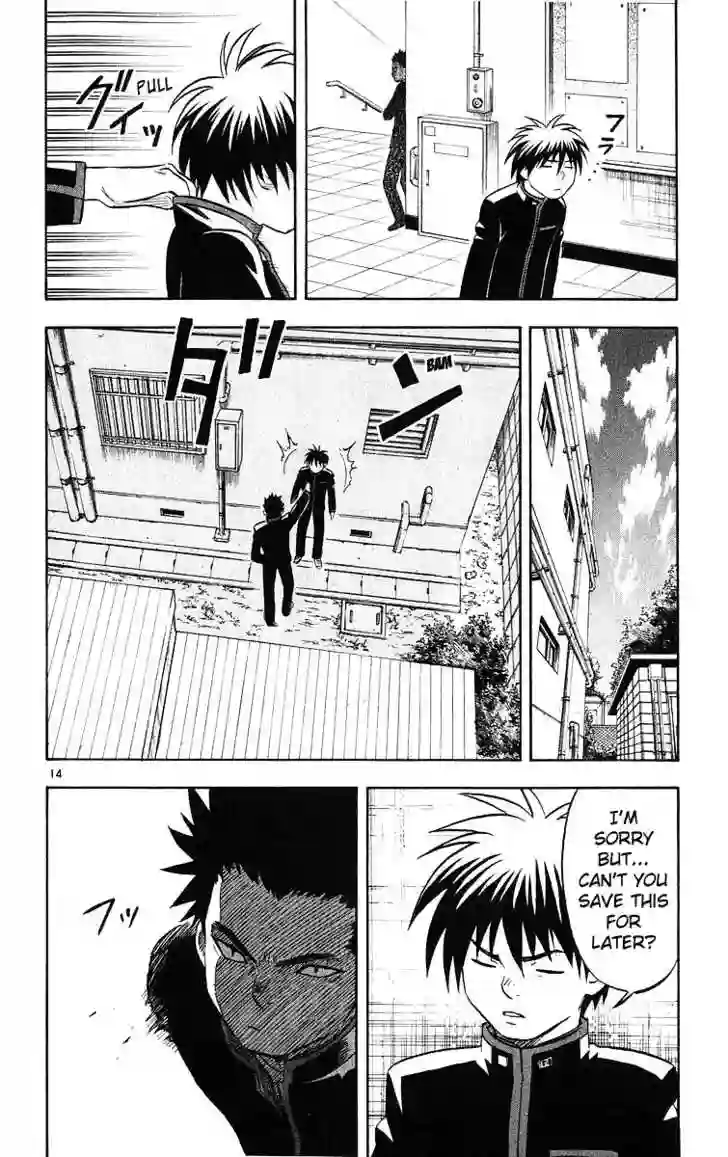 フラ
グイッ
PULL
ダン
BAM
14
I'M
SORRY
BUT...
CAN'T YOU
SAVE THIS
FOR
LATER?
フッ